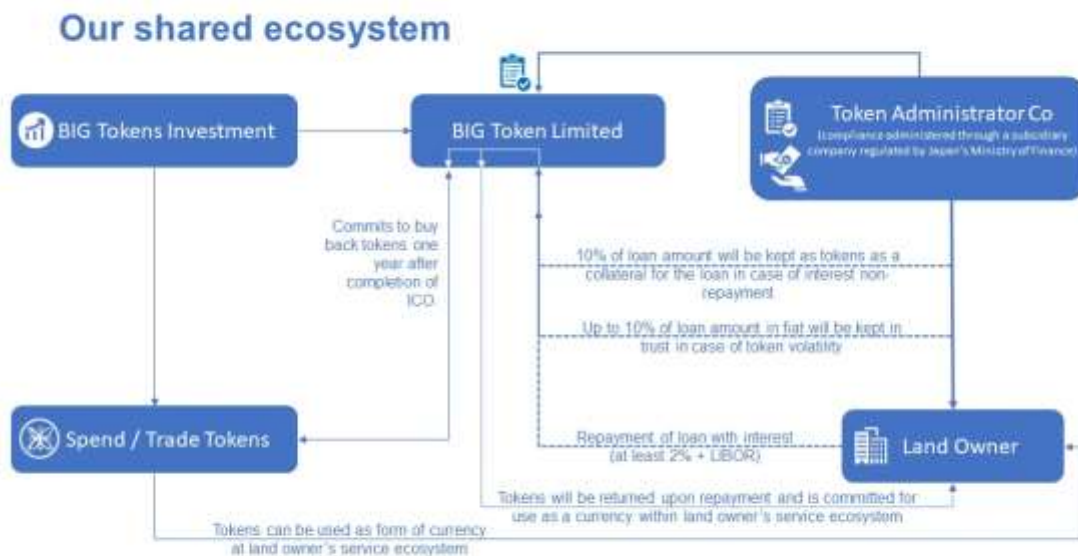 Our shared ecosystem
BIG Tokens Investment
BIG Token Limited
Token Administrator Co
(compliance administered through a subsidiary
company regulated by Japan's Ministry of Finance)
Commits to buy
back tokens one
year after
completion of
ICO.
10% of loan amount will be kept as tokens as a
collateral for the loan in case of interest non-
repayment
Up to 10% of loan amount in fiat will be kept in
trust in case of token volatility
Spend / Trade Tokens
Repayment of loan with interest
(at least 2% + LIBOR)
Land Owner
Tokens will be returned upon repayment and is committed for
use as a currency within land owner's service ecosystem
Tokens can be used as form of currency
at land owner's service ecosystem